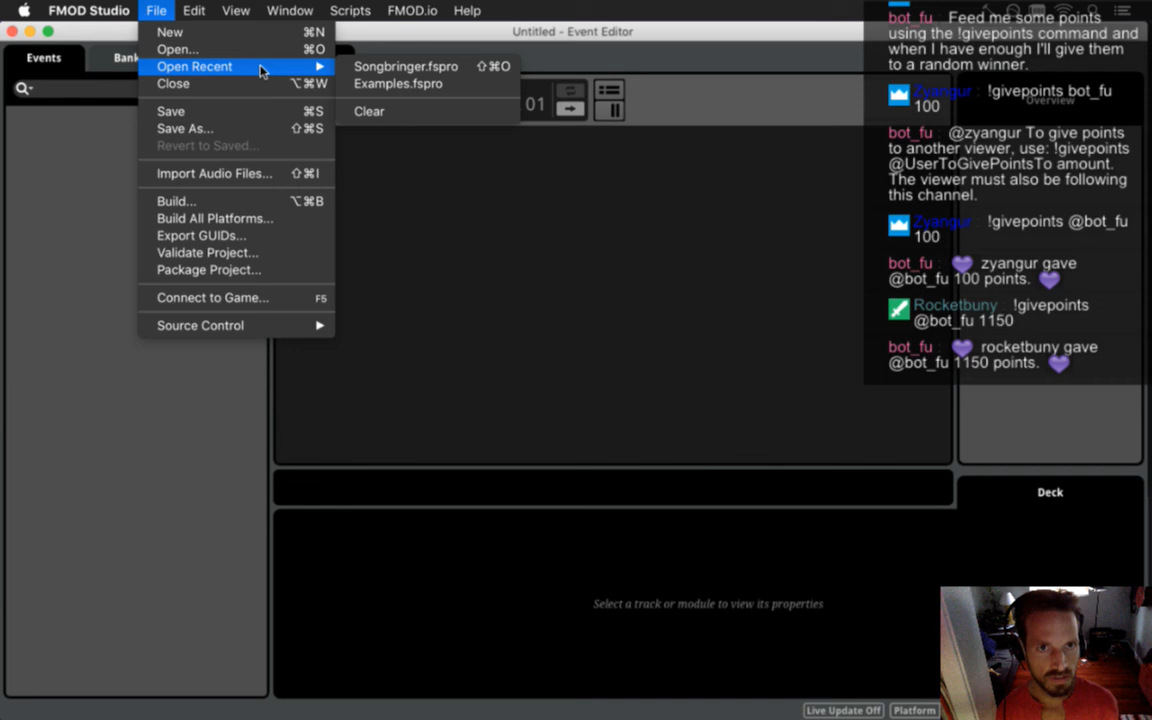 FMOD Studio File Edit View Window Scripts FMOD.io Help
Untitled - Event Editor
Events
Bank
New ⌘N
Open... ⌘O
Open Recent ▶
Close ⌥⌘W
Save ⌘S
Save As... ⇧⌘S
Revert to Saved...
Import Audio Files... ⇧⌘I
Build... ⌥⌘B
Build All Platforms...
Export GUIDs...
Validate Project...
Package Project...
Connect to Game... F5
Source Control ▶
Songbringer.fspro ⇧⌘O
Examples.fspro
Clear
01
Overview
bot_fu : Feed me some points
using the !givepoints command and
when I have enough I'll give them
to a random winner.
Zyangur : !givepoints bot_fu
100
bot_fu : @zyangur To give points
to another viewer, use: !givepoints
@UserToGivePointsTo amount.
The viewer must also be following
this channel.
Zyangur : !givepoints @bot_fu
100
bot_fu : 💜 zyangur gave
@bot_fu 100 points. 💜
Rocketbuny : !givepoints
@bot_fu 1150
bot_fu : 💜 rocketbuny gave
@bot_fu 1150 points. 💜
Deck
Select a track or module to view its properties
Live Update Off
Platform